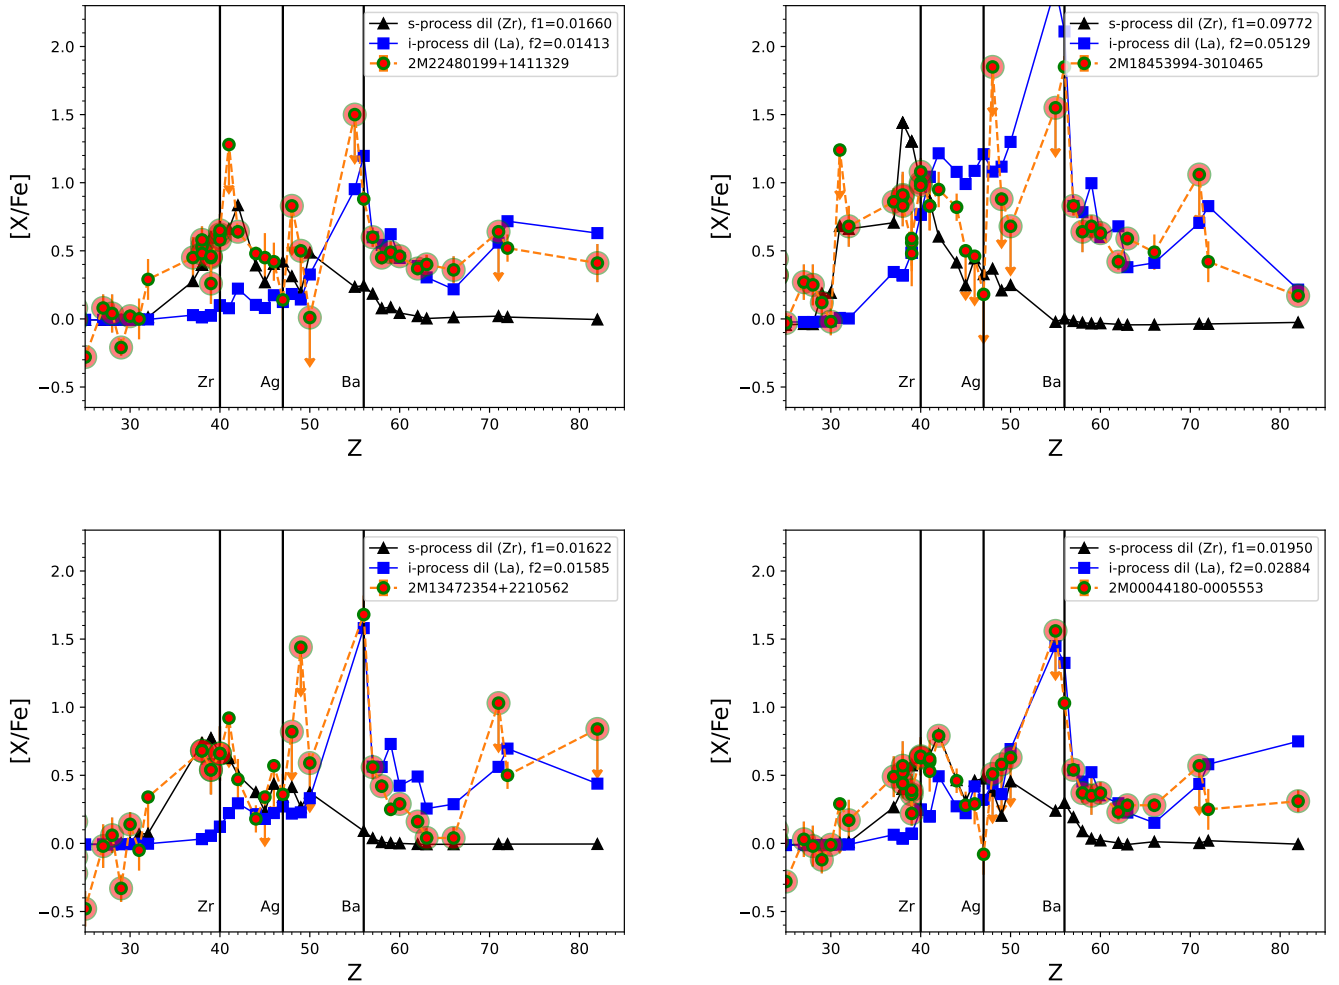 2.0
1.5
1.0
0.5
0.0
−0.5
[X/Fe]
s-process dil (Zr), f1=0.01660
i-process dil (La), f2=0.01413
2M22480199+1411329
Zr
Ag
Ba
30 40 50 60 70 80
Z
2.0
1.5
1.0
0.5
0.0
−0.5
[X/Fe]
s-process dil (Zr), f1=0.09772
i-process dil (La), f2=0.05129
2M18453994-3010465
Zr
Ag
Ba
30 40 50 60 70 80
Z
2.0
1.5
1.0
0.5
0.0
−0.5
[X/Fe]
s-process dil (Zr), f1=0.01622
i-process dil (La), f2=0.01585
2M13472354+2210562
Zr
Ag
Ba
30 40 50 60 70 80
Z
2.0
1.5
1.0
0.5
0.0
−0.5
[X/Fe]
s-process dil (Zr), f1=0.01950
i-process dil (La), f2=0.02884
2M00044180-0005553
Zr
Ag
Ba
30 40 50 60 70 80
Z